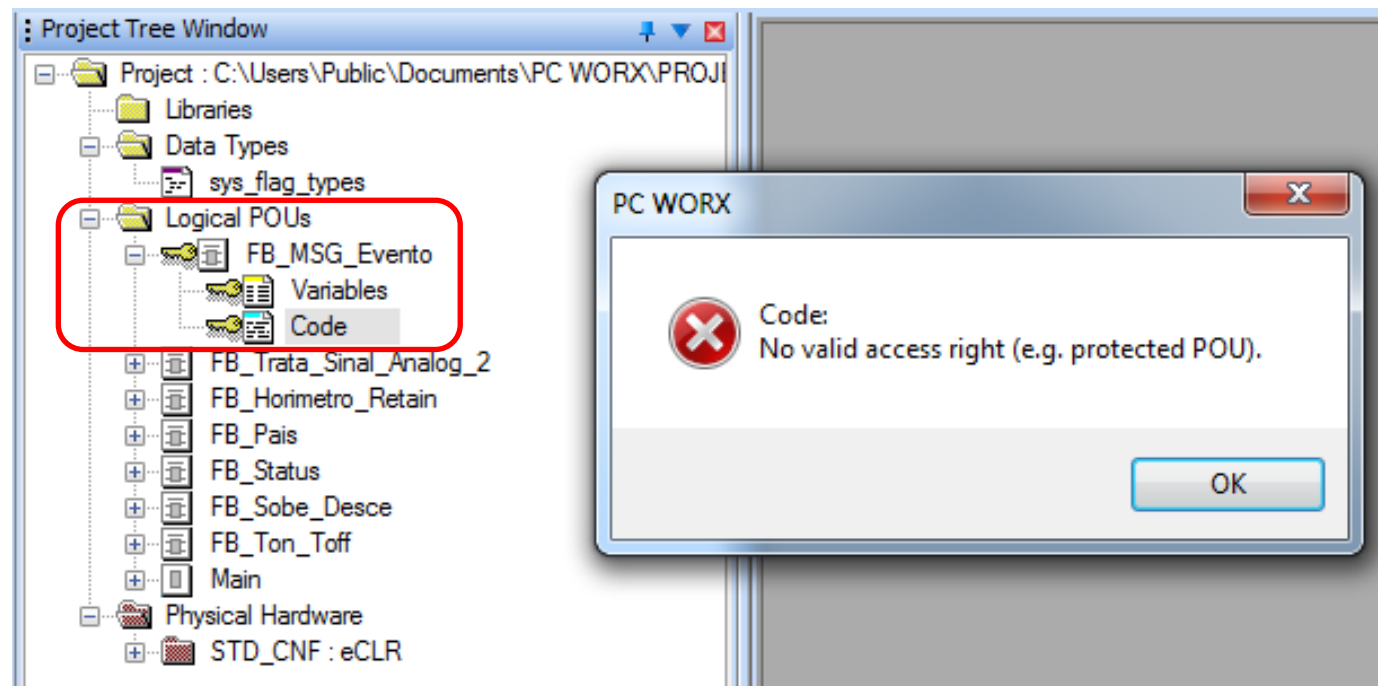 Project Tree Window
Project : C:\Users\Public\Documents\PC WORX\PROJ
Libraries
Data Types
sys_flag_types
Logical POUs
FB_MSG_Evento
Variables
Code
FB_Trata_Sinal_Analog_2
FB_Horimetro_Retain
FB_Pais
FB_Status
FB_Sobe_Desce
FB_Ton_Toff
Main
Physical Hardware
STD_CNF : eCLR
PC WORX
Code:
No valid access right (e.g. protected POU).
OK